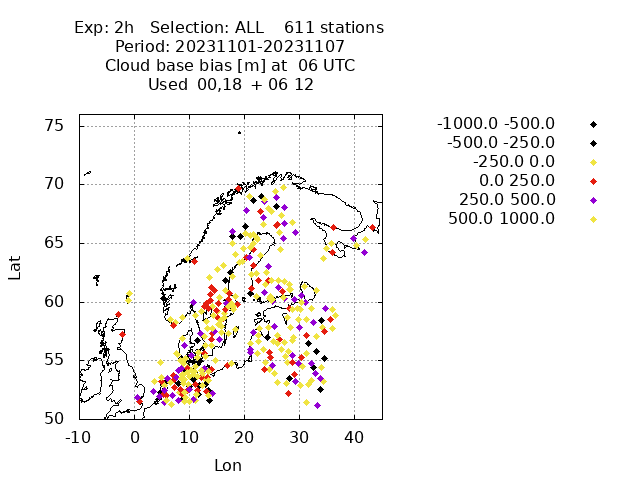 Exp: 2h   Selection: ALL    611 stations
Period: 20231101-20231107
Cloud base bias [m] at  06 UTC
Used 00,18 + 06 12
-1000.0 -500.0
-500.0 -250.0
-250.0 0.0
0.0 250.0
250.0 500.0
500.0 1000.0
75
70
65
60
55
50
Lat
-10 0 10 20 30 40
Lon